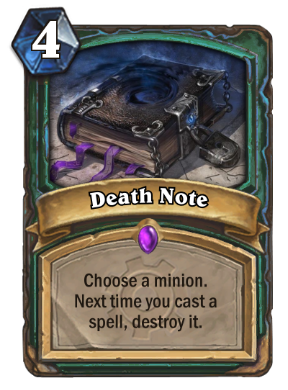 4
Death Note
Choose a minion.
Next time you cast a
spell, destroy it.